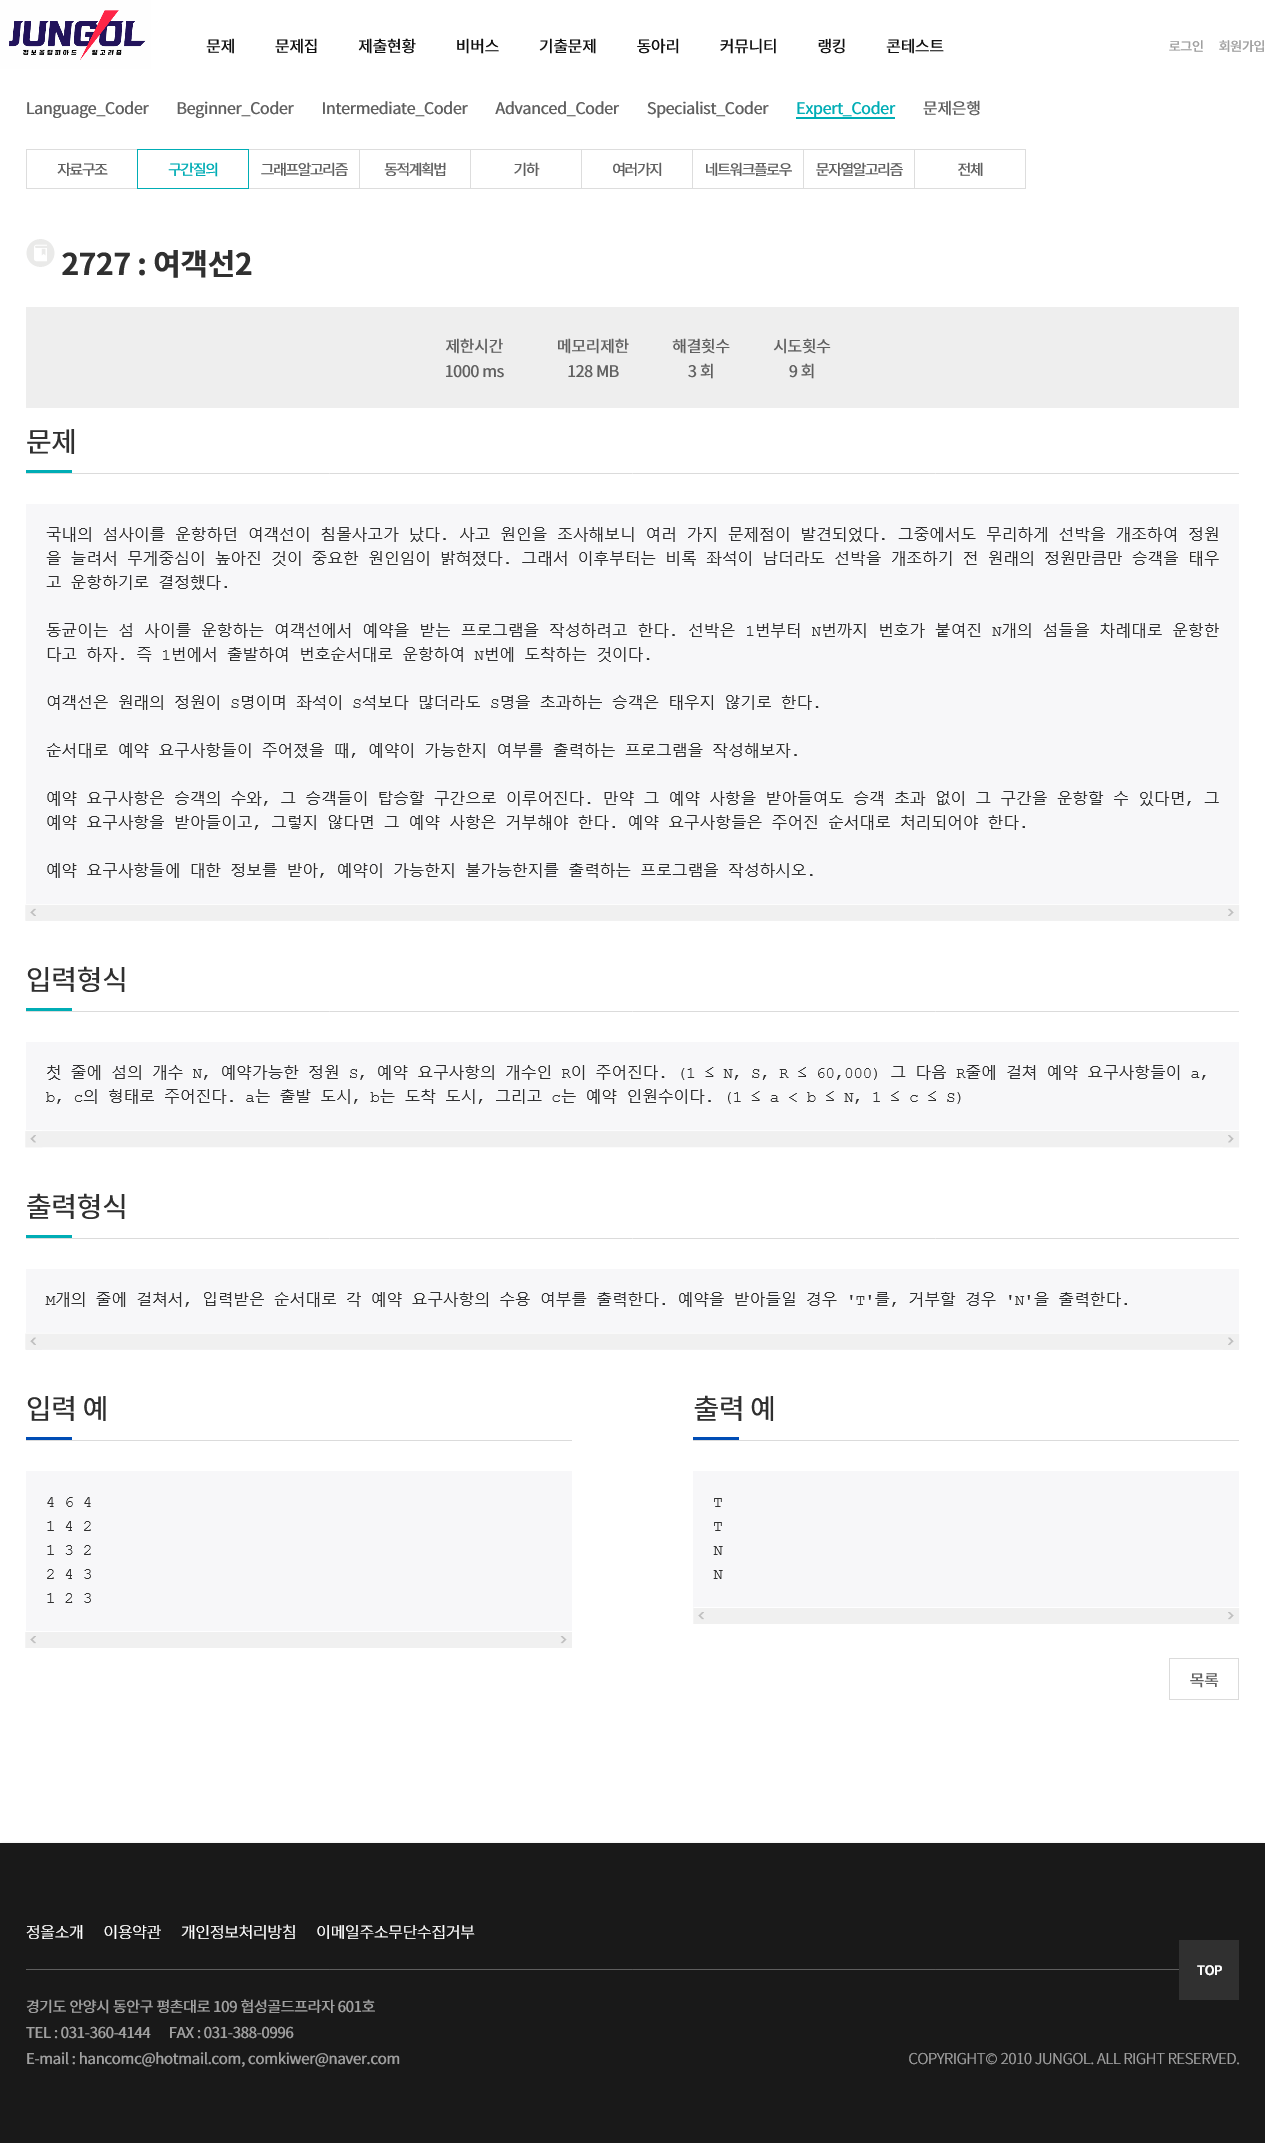 JUNGOL
정보올림피아드 알고리즘
문제 문제집 제출현황 비버스 기출문제 동아리 커뮤니티 랭킹 콘테스트 로그인 회원가입
Language_Coder Beginner_Coder Intermediate_Coder Advanced_Coder Specialist_Coder Expert_Coder 문제은행
자료구조 구간질의 그래프알고리즘 동적계획법 기하 여러가지 네트워크플로우 문자열알고리즘 전체
2727 : 여객선2
제한시간 메모리제한 해결횟수 시도횟수
1000 ms 128 MB 3 회 9 회
문제
국내의 섬사이를 운항하던 여객선이 침몰사고가 났다. 사고 원인을 조사해보니 여러 가지 문제점이 발견되었다. 그중에서도 무리하게 선박을 개조하여 정원
을 늘려서 무게중심이 높아진 것이 중요한 원인임이 밝혀졌다. 그래서 이후부터는 비록 좌석이 남더라도 선박을 개조하기 전 원래의 정원만큼만 승객을 태우
고 운항하기로 결정했다.
동균이는 섬 사이를 운항하는 여객선에서 예약을 받는 프로그램을 작성하려고 한다. 선박은 1번부터 N번까지 번호가 붙여진 N개의 섬들을 차례대로 운항한
다고 하자. 즉 1번에서 출발하여 번호순서대로 운항하여 N번에 도착하는 것이다.
여객선은 원래의 정원이 S명이며 좌석이 S석보다 많더라도 S명을 초과하는 승객은 태우지 않기로 한다.
순서대로 예약 요구사항들이 주어졌을 때, 예약이 가능한지 여부를 출력하는 프로그램을 작성해보자.
예약 요구사항은 승객의 수와, 그 승객들이 탑승할 구간으로 이루어진다. 만약 그 예약 사항을 받아들여도 승객 초과 없이 그 구간을 운항할 수 있다면, 그
예약 요구사항을 받아들이고, 그렇지 않다면 그 예약 사항은 거부해야 한다. 예약 요구사항들은 주어진 순서대로 처리되어야 한다.
예약 요구사항들에 대한 정보를 받아, 예약이 가능한지 불가능한지를 출력하는 프로그램을 작성하시오.
입력형식
첫 줄에 섬의 개수 N, 예약가능한 정원 S, 예약 요구사항의 개수인 R이 주어진다. (1 ≤ N, S, R ≤ 60,000) 그 다음 R줄에 걸쳐 예약 요구사항들이 a,
b, c의 형태로 주어진다. a는 출발 도시, b는 도착 도시, 그리고 c는 예약 인원수이다. (1 ≤ a < b ≤ N, 1 ≤ c ≤ S)
출력형식
M개의 줄에 걸쳐서, 입력받은 순서대로 각 예약 요구사항의 수용 여부를 출력한다. 예약을 받아들일 경우 'T'를, 거부할 경우 'N'을 출력한다.
입력 예
4 6 4
1 4 2
1 3 2
2 4 3
1 2 3
출력 예
T
T
N
N
목록
정올소개 이용약관 개인정보처리방침 이메일주소무단수집거부
TOP
경기도 안양시 동안구 평촌대로 109 협성골드프라자 601호
TEL : 031-360-4144 FAX : 031-388-0996
E-mail : hancomc@hotmail.com, comkiwer@naver.com COPYRIGHT© 2010 JUNGOL. ALL RIGHT RESERVED.